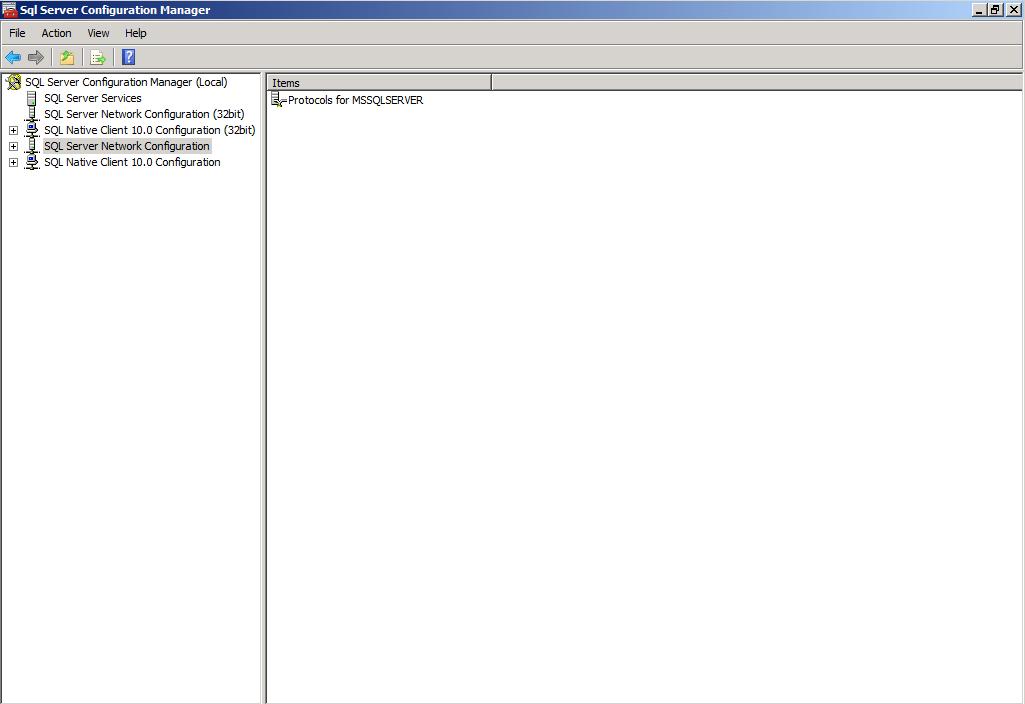 Sql Server Configuration Manager
File Action View Help
SQL Server Configuration Manager (Local)
SQL Server Services
SQL Server Network Configuration (32bit)
SQL Native Client 10.0 Configuration (32bit)
SQL Server Network Configuration
SQL Native Client 10.0 Configuration
Items
Protocols for MSSQLSERVER